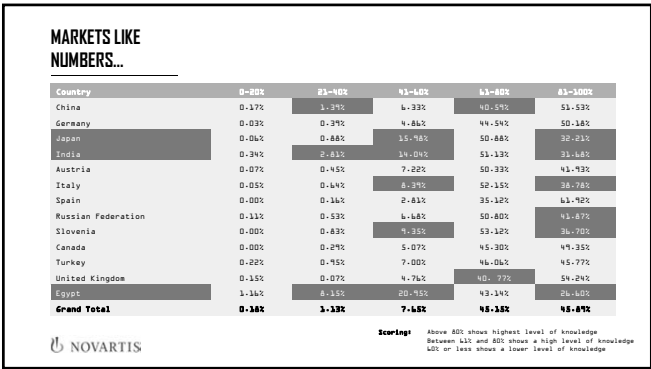 MARKETS LIKE
NUMBERS...
Country 0-20% 21-40% 41-60% 61-80% 81-100%
China 0.17% 1.39% 6.33% 40.59% 51.53%
Germany 0.03% 0.39% 4.86% 44.54% 50.18%
Japan 0.06% 0.88% 15.98% 50.88% 32.21%
India 0.34% 2.81% 14.04% 51.13% 31.68%
Austria 0.07% 0.45% 7.22% 50.33% 41.93%
Italy 0.05% 0.64% 8.39% 52.15% 38.78%
Spain 0.00% 0.16% 2.81% 35.12% 61.92%
Russian Federation 0.11% 0.53% 6.68% 50.80% 41.87%
Slovenia 0.00% 0.83% 9.35% 53.12% 36.70%
Canada 0.00% 0.29% 5.07% 45.30% 49.35%
Turkey 0.22% 0.95% 7.00% 46.06% 45.77%
United Kingdom 0.15% 0.07% 4.76% 40. 77% 54.24%
Egypt 1.16% 8.15% 20.95% 43.14% 26.60%
Grand Total 0.18% 1.13% 7.65% 45.15% 45.89%
Scoring: Above 80% shows highest level of knowledge
Between 61% and 80% shows a high level of knowledge
60% or less shows a lower level of knowledge
NOVARTIS